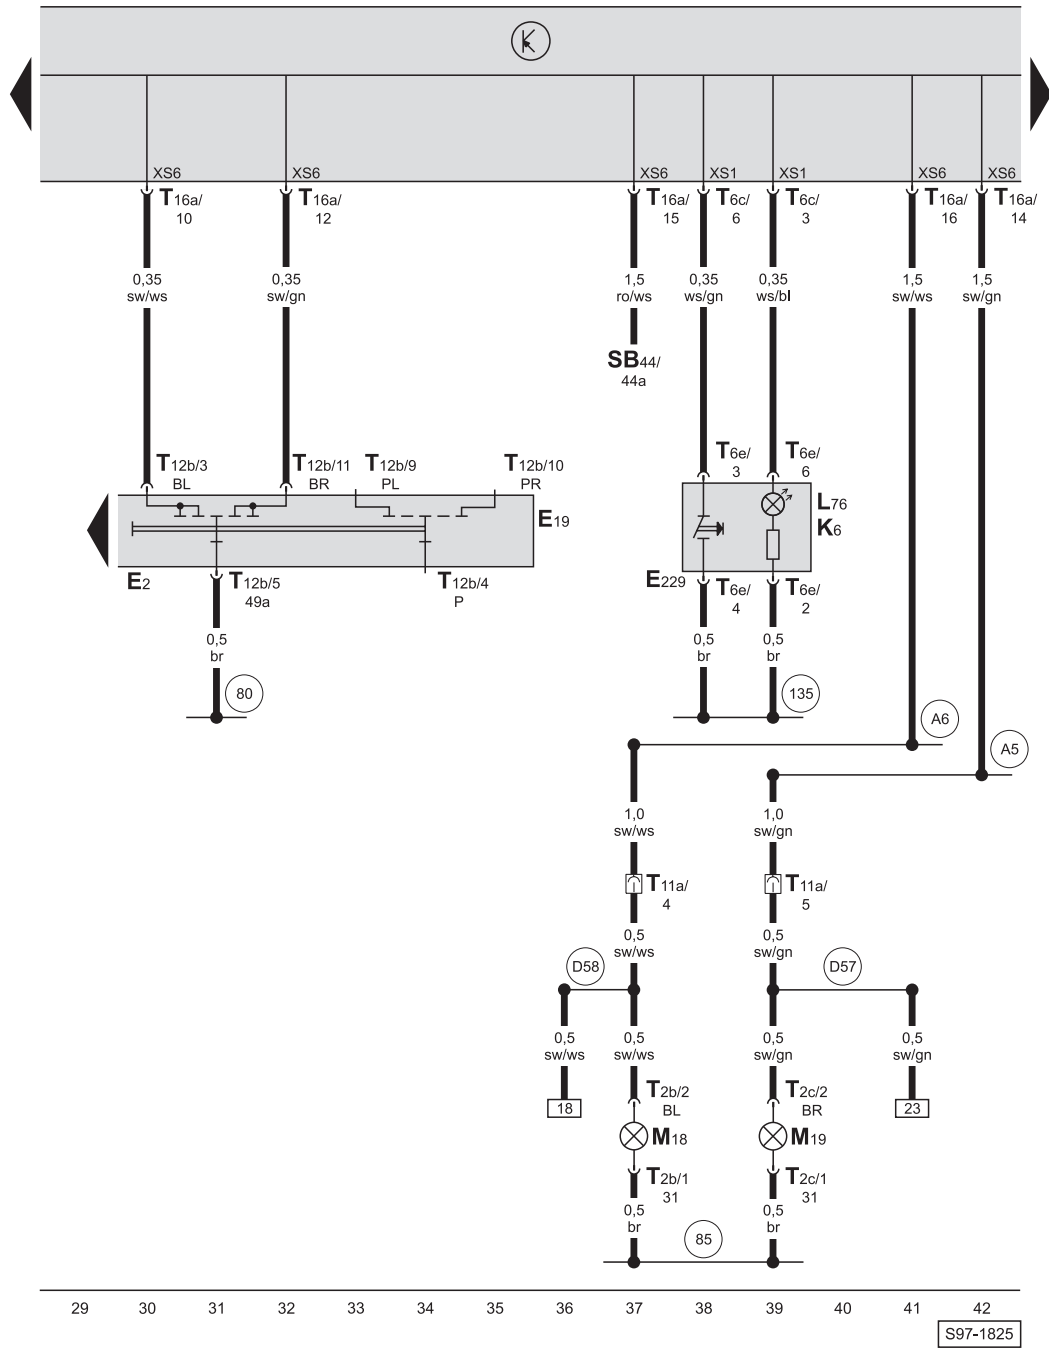 XS6 XS6 XS6 XS1 XS1 XS6 XS6
T16a/ T16a/ T16a/ T6c/ T6c/ T16a/ T16a/
10 12 15 6 3 16 14
0,35 0,35 1,5 0,35 0,35 1,5 1,5
sw/ws sw/gn ro/ws ws/gn ws/bl sw/ws sw/gn
SB44/
44a
T12b/3 T12b/11 T12b/9 T12b/10 T6e/ T6e/
BL BR PL PR 3 6
E19 L76
K6
E2 T12b/5 T12b/4 E229 T6e/ T6e/
49a P 4 2
0,5 0,5 0,5
br br br
80 135
A6
A5
1,0 1,0
sw/ws sw/gn
T11a/ T11a/
4 5
0,5 0,5
sw/ws sw/gn
D58 D57
0,5 0,5 0,5 0,5
sw/ws sw/ws sw/gn sw/gn
T2b/2 T2c/2
18 BL BR 23
M18 M19
T2b/1 T2c/1
31 31
0,5 0,5
br br
85
29 30 31 32 33 34 35 36 37 38 39 40 41 42
S97-1825